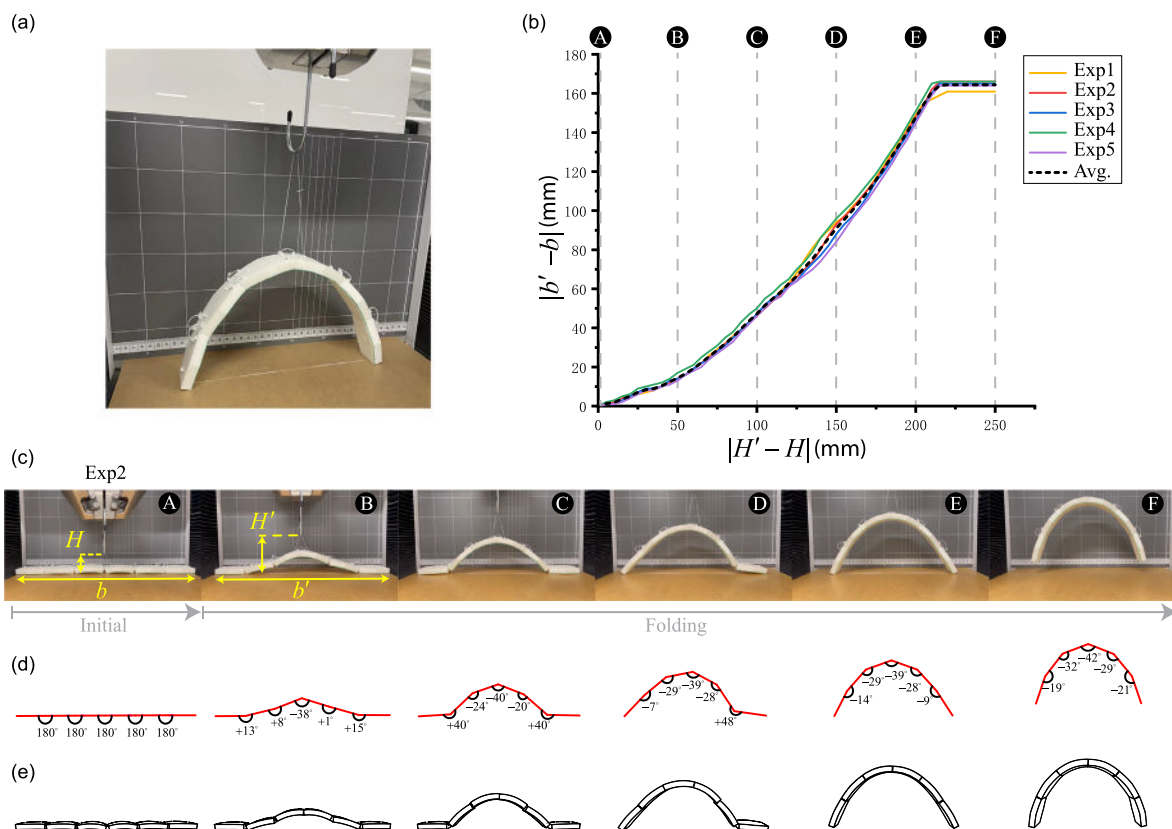 (a)
(b)
A B C D E F
180
160
140
120
100
80
60
40
20
0
|b′ −b| (mm)
0 50 100 150 200 250
|H′ − H| (mm)
Exp1
Exp2
Exp3
Exp4
Exp5
Avg.
(c)
Exp2
A B C D E F
H
b
H′
b′
Initial
Folding
(d)
180° 180° 180° 180° 180°
+13° +8° −38° +1° +15°
+40° −24° −40° −20° +40°
−7° −29° −39° −28° +48°
−14° −29° −39° −28° −9°
−19° −32° −42° −29° −21°
(e)